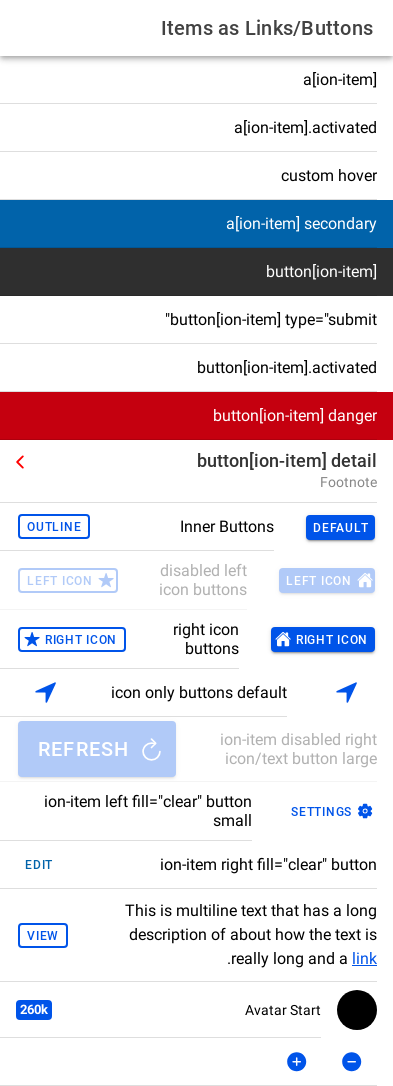 Items as Links/Buttons
a[ion-item]
a[ion-item].activated
custom hover
a[ion-item] secondary
button[ion-item]
"button[ion-item] type="submit
button[ion-item].activated
button[ion-item] danger
button[ion-item] detail
Footnote
DEFAULT
Inner Buttons
OUTLINE
LEFT ICON
disabled left
icon buttons
LEFT ICON
RIGHT ICON
right icon
buttons
RIGHT ICON
icon only buttons default
ion-item disabled right
icon/text button large
REFRESH
SETTINGS
ion-item left fill="clear" button
small
ion-item right fill="clear" button
EDIT
This is multiline text that has a long
description of about how the text is
.really long and a link
VIEW
Avatar Start
260k